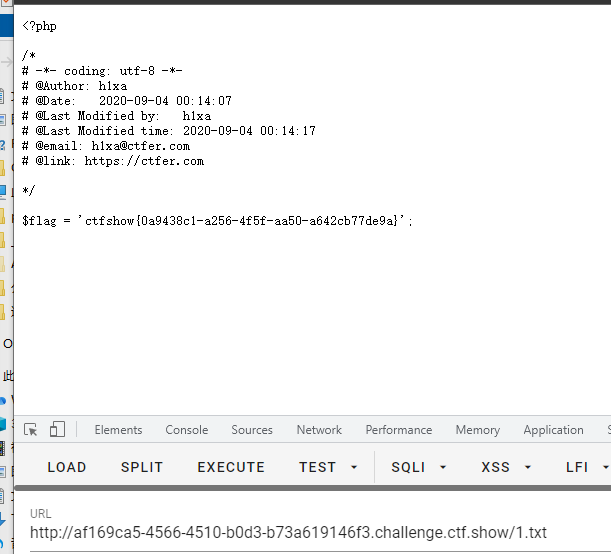 <?php
/*
# -*- coding: utf-8 -*-
# @Author: h1xa
# @Date:   2020-09-04 00:14:07
# @Last Modified by:   h1xa
# @Last Modified time: 2020-09-04 00:14:17
# @email: h1xa@ctfer.com
# @link: https://ctfer.com
*/
$flag = 'ctfshow{0a9438c1-a256-4f5f-aa50-a642cb77de9a}';
此
Elements Console Sources Network Performance Memory Application
LOAD SPLIT EXECUTE TEST SQLI XSS LFI
URL
http://af169ca5-4566-4510-b0d3-b73a619146f3.challenge.ctf.show/1.txt